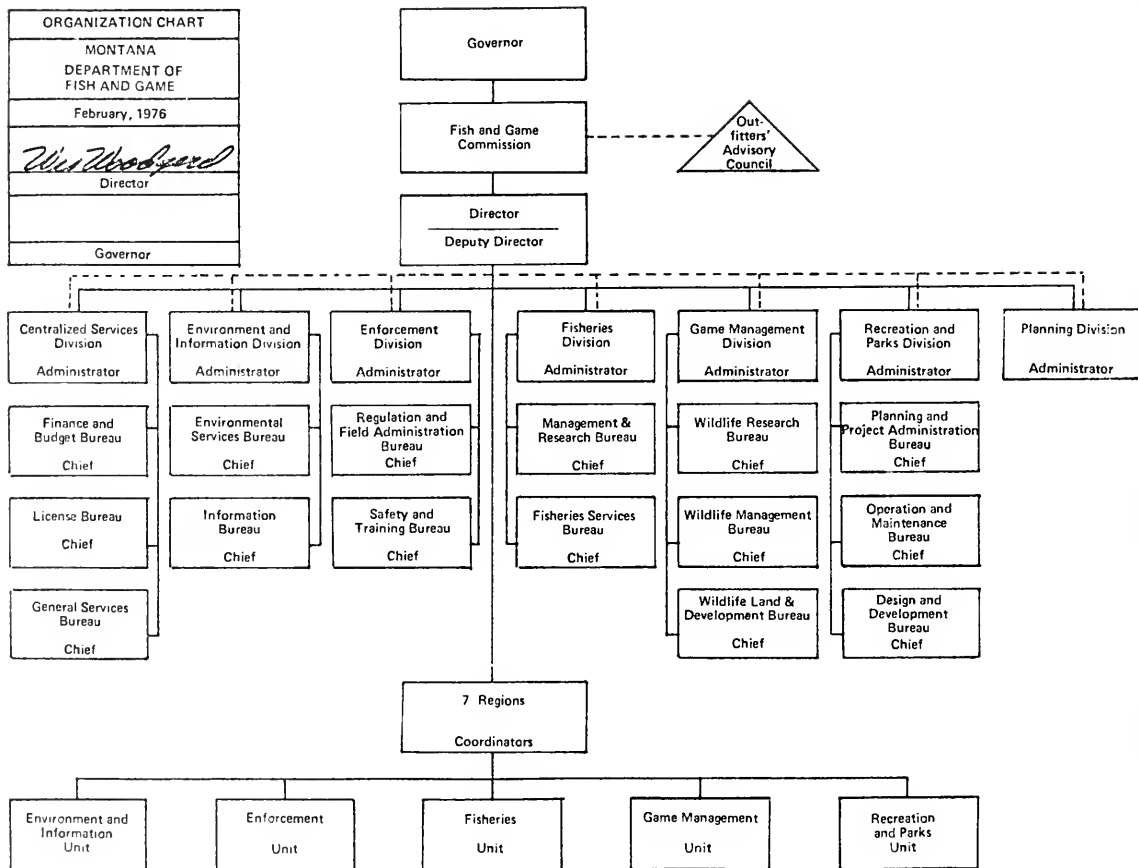 ORGANIZATION CHART
MONTANA
DEPARTMENT OF
FISH AND GAME
February, 1976
Wes Woodgerd
Director
Governor
Governor
Fish and Game
Commission
Out-
fitters'
Advisory
Council
Director
Deputy Director
Centralized Services
Division
Administrator
Environment and
Information Division
Administrator
Enforcement
Division
Administrator
Fisheries
Division
Administrator
Game Management
Division
Administrator
Recreation and
Parks Division
Administrator
Planning Division
Administrator
Finance and
Budget Bureau
Chief
Environmental
Services Bureau
Chief
Regulation and
Field Administration
Bureau
Chief
Management &
Research Bureau
Chief
Wildlife Research
Bureau
Chief
Planning and
Project Administration
Bureau
Chief
License Bureau
Chief
Information
Bureau
Chief
Safety and
Training Bureau
Chief
Fisheries Services
Bureau
Chief
Wildlife Management
Bureau
Chief
Operation and
Maintenance
Bureau
Chief
General Services
Bureau
Chief
Wildlife Land &
Development Bureau
Chief
Design and
Development
Bureau
Chief
7 Regions
Coordinators
Environment and
Information
Unit
Enforcement
Unit
Fisheries
Unit
Game Management
Unit
Recreation
and Parks
Unit